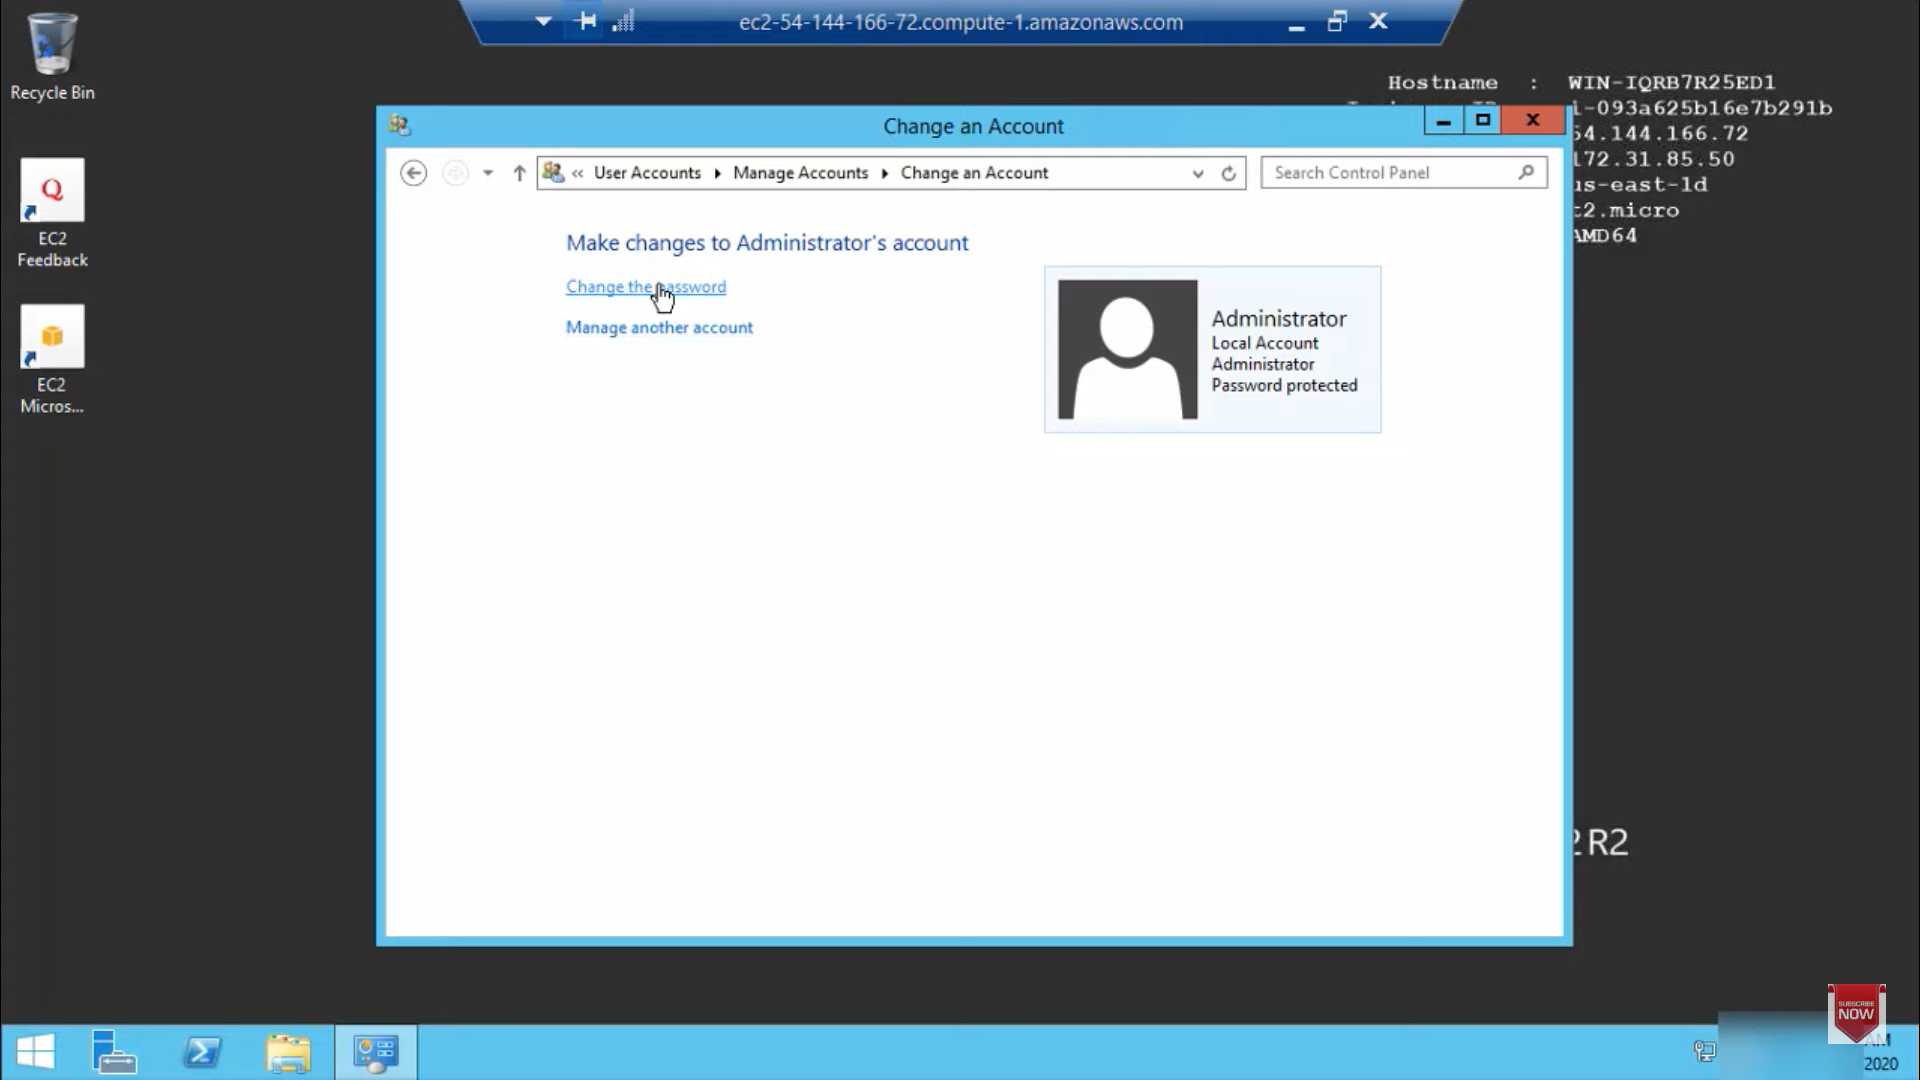 ec2-54-144-166-72.compute-1.amazonaws.com
Recycle Bin
Hostname : WIN-IQRB7R25ED1
i-093a625b16e7b291b
54.144.166.72
172.31.85.50
us-east-1d
t2.micro
AMD64
Change an Account
« User Accounts Manage Accounts Change an Account
Search Control Panel
Q
EC2
Feedback
Make changes to Administrator's account
Change the password
Manage another account
Administrator
Local Account
Administrator
Password protected
EC2
Micros...
R2
SUBSCRIBE
NOW
AM
2020